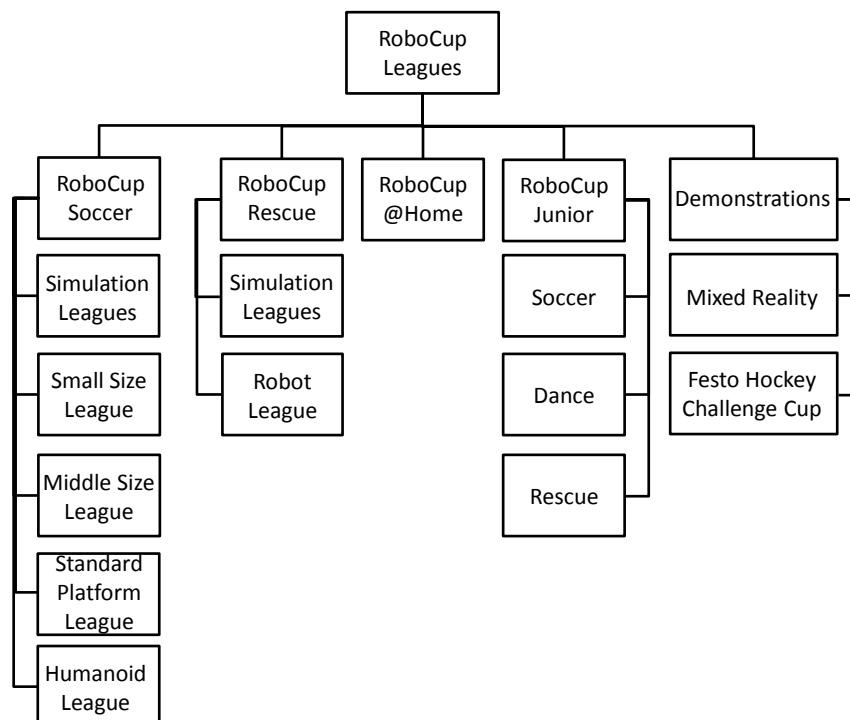 RoboCup
Leagues
RoboCup
Soccer
RoboCup
Rescue
RoboCup
@Home
RoboCup
Junior
Demonstrations
Simulation
Leagues
Simulation
Leagues
Soccer
Mixed Reality
Small Size
League
Robot
League
Dance
Festo Hockey
Challenge Cup
Middle Size
League
Rescue
Standard
Platform
League
Humanoid
League